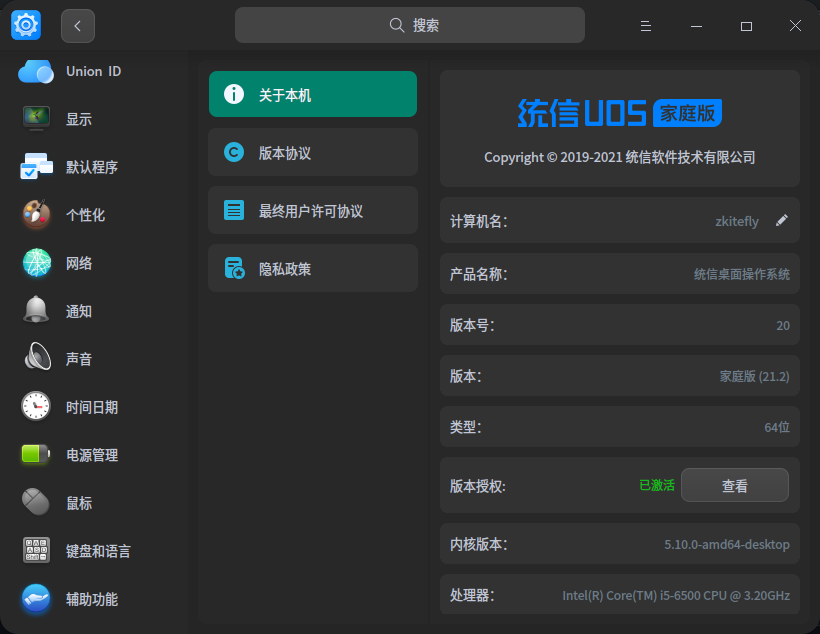 搜索
Union ID
显示
默认程序
个性化
网络
通知
声音
时间日期
电源管理
鼠标
键盘和语言
辅助功能
关于本机
版本协议
最终用户许可协议
隐私政策
统信UOS 家庭版
Copyright © 2019-2021 统信软件技术有限公司
计算机名： zkitefly
产品名称： 统信桌面操作系统
版本号： 20
版本： 家庭版 (21.2)
类型： 64位
版本授权: 已激活 查看
内核版本： 5.10.0-amd64-desktop
处理器： Intel(R) Core(TM) i5-6500 CPU @ 3.20GHz